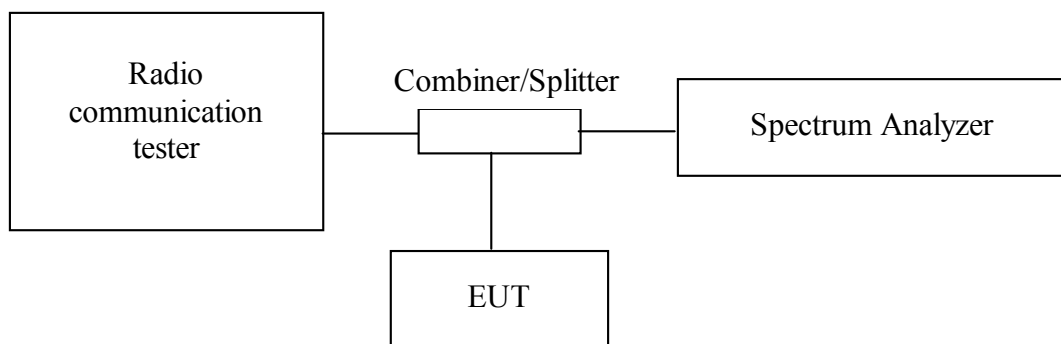 Radio
communication
tester
Combiner/Splitter
Spectrum Analyzer
EUT